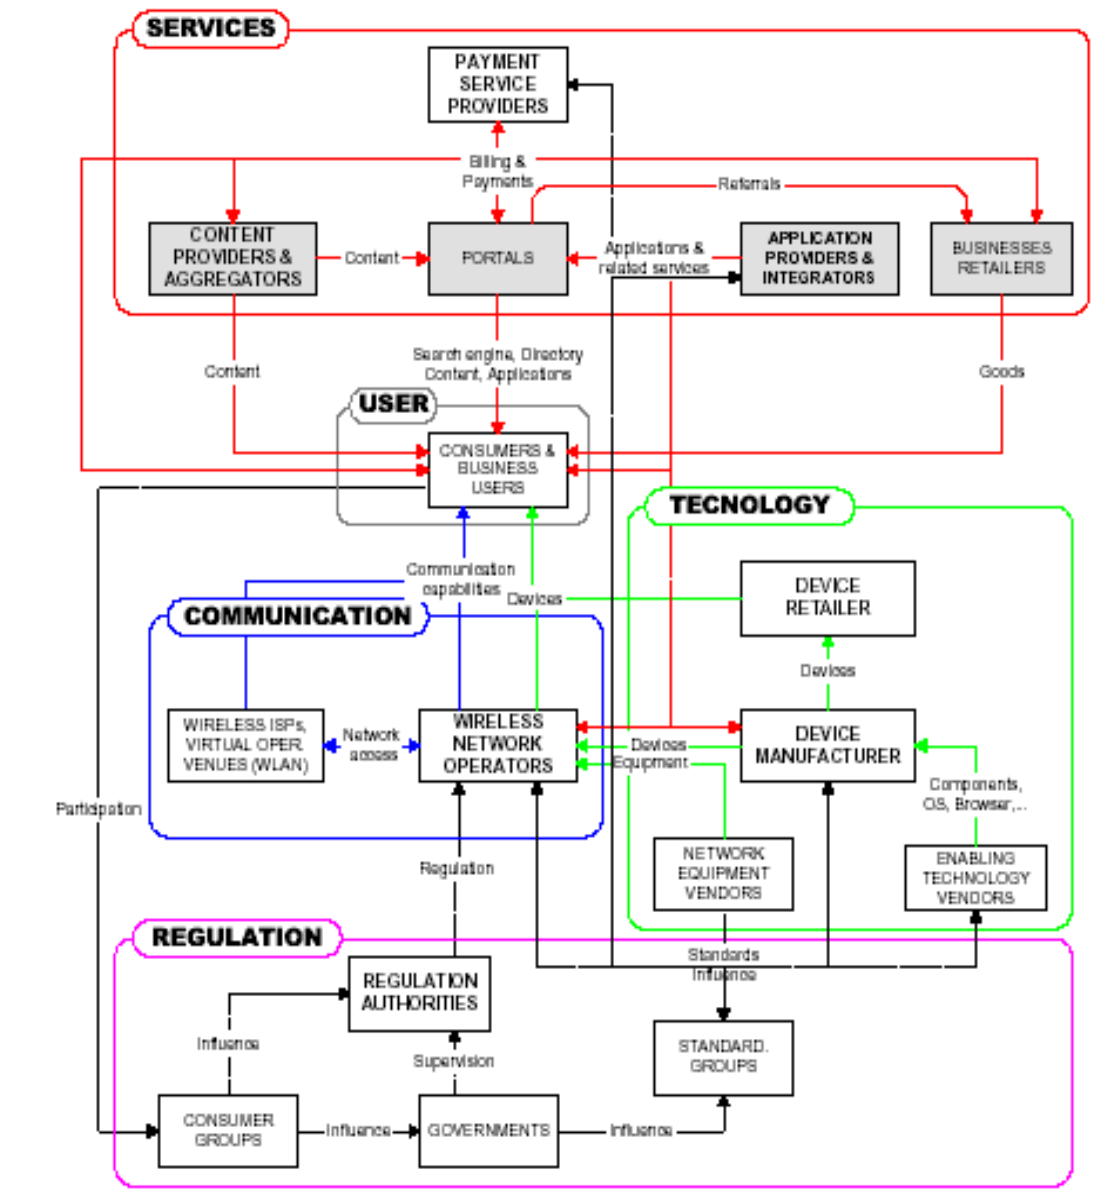 SERVICES
PAYMENT
SERVICE
PROVIDERS
Billing &
Payments
Referrals
CONTENT
PROVIDERS &
AGGREGATORS
Content
PORTALS
Applications &
related services
APPLICATION
PROVIDERS &
INTEGRATORS
BUSINESSES
RETAILERS
Content
Search engine, Directory
Content, Applications
Goods
USER
CONSUMERS &
BUSINESS
USERS
TECNOLOGY
Communication
capabilities
Devices
DEVICE
RETAILER
COMMUNICATION
Devices
WIRELESS ISPs,
VIRTUAL OPER.
VENUES (WLAN)
Network
access
WIRELESS
NETWORK
OPERATORS
Devices
Equipment
DEVICE
MANUFACTURER
Components,
OS, Browser,...
Participation
NETWORK
EQUIPMENT
VENDORS
ENABLING
TECHNOLOGY
VENDORS
Regulation
REGULATION
Standards
Influence
REGULATION
AUTHORITIES
Influence
Supervision
STANDARD.
GROUPS
CONSUMER
GROUPS
Influence
GOVERNMENTS
Influence